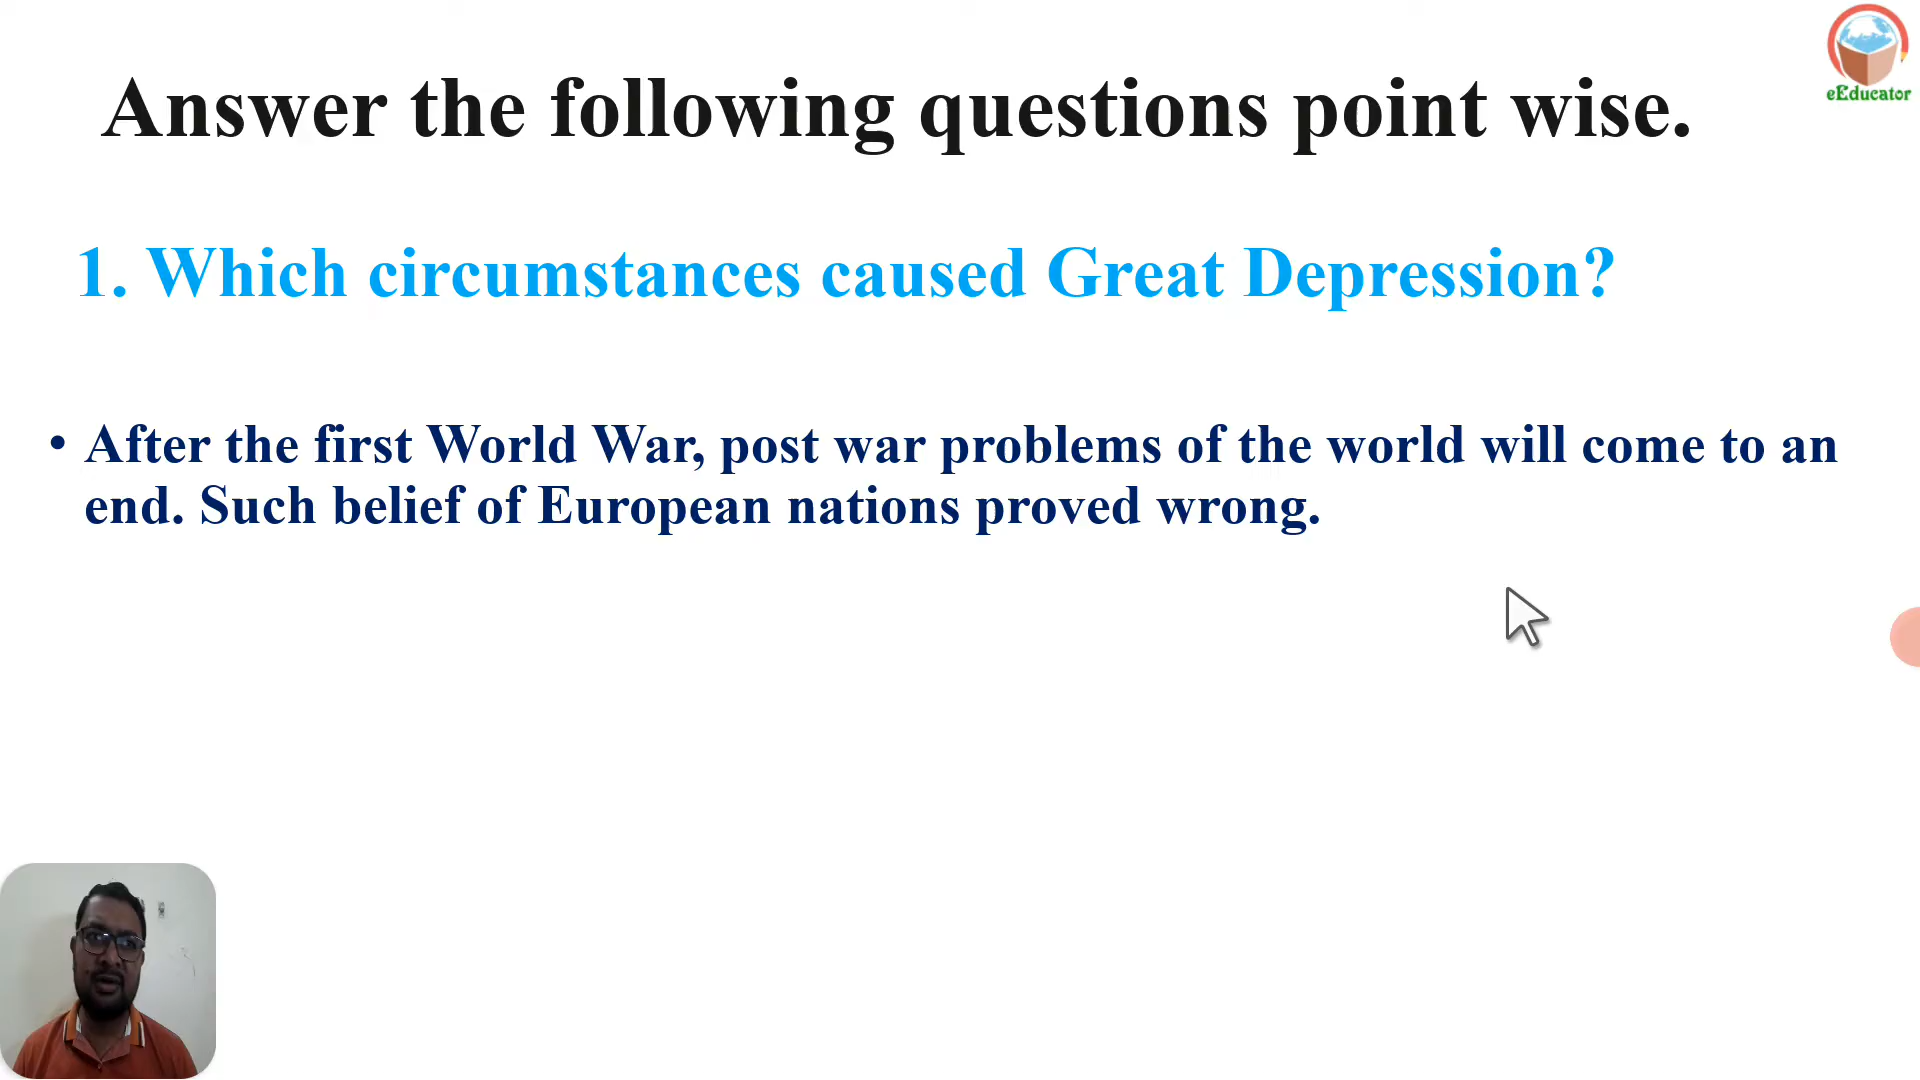 eEducator
Answer the following questions point wise.
1. Which circumstances caused Great Depression?
• After the first World War, post war problems of the world will come to an
end. Such belief of European nations proved wrong.